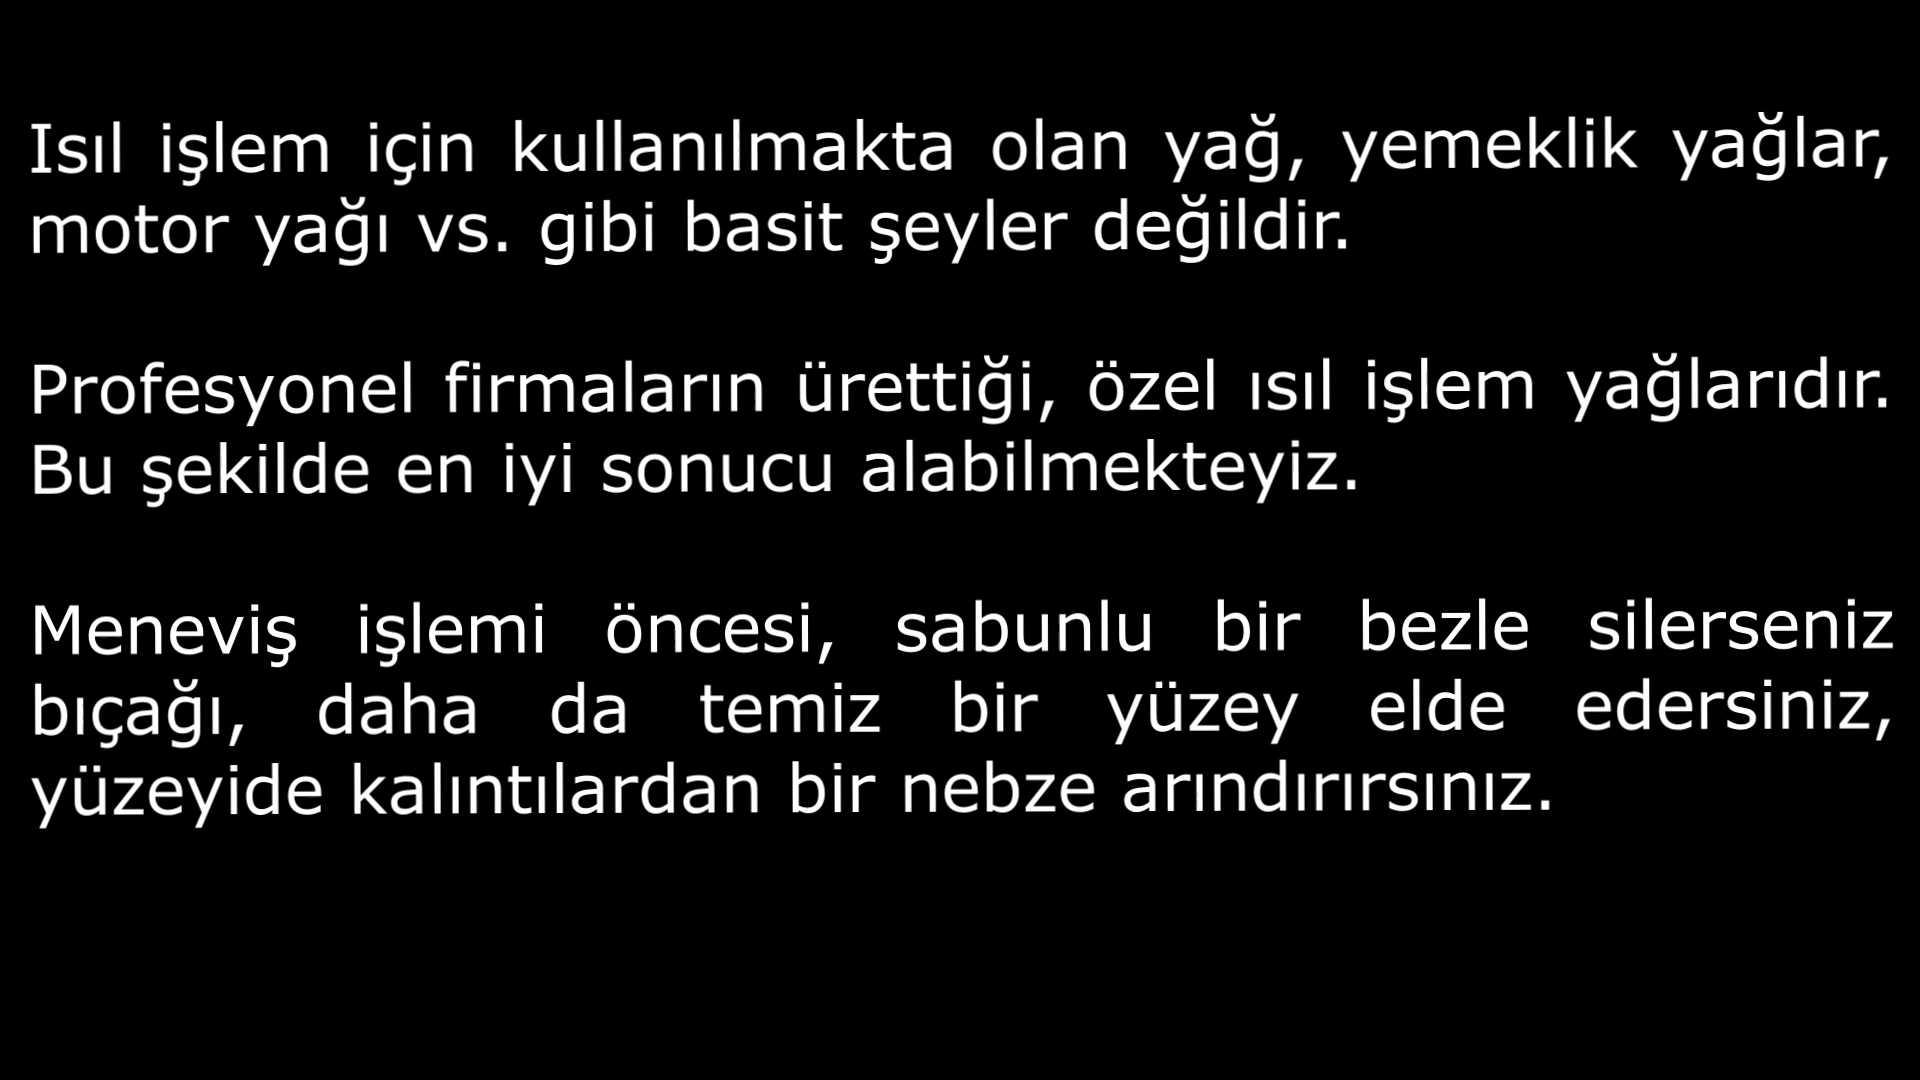 Isıl işlem için kullanılmakta olan yağ, yemeklik yağlar,
motor yağı vs. gibi basit şeyler değildir.
Profesyonel firmaların ürettiği, özel ısıl işlem yağlarıdır.
Bu şekilde en iyi sonucu alabilmekteyiz.
Meneviş işlemi öncesi, sabunlu bir bezle silerseniz
bıçağı, daha da temiz bir yüzey elde edersiniz,
yüzeyide kalıntılardan bir nebze arındırırsınız.